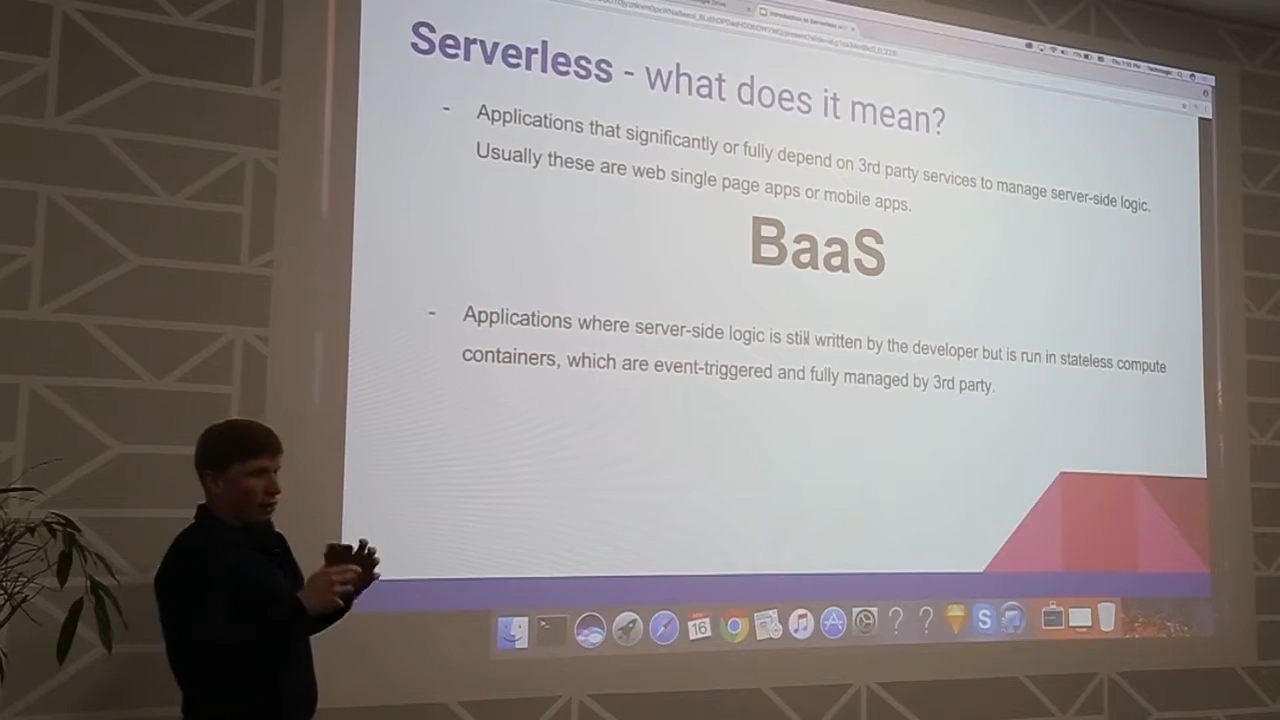 Introduction to Serverless
Serverless - what does it mean?
- Applications that significantly or fully depend on 3rd party services to manage server-side logic.
Usually these are web single page apps or mobile apps.
BaaS
- Applications where server-side logic is still written by the developer but is run in stateless compute
containers, which are event-triggered and fully managed by 3rd party.
16
S